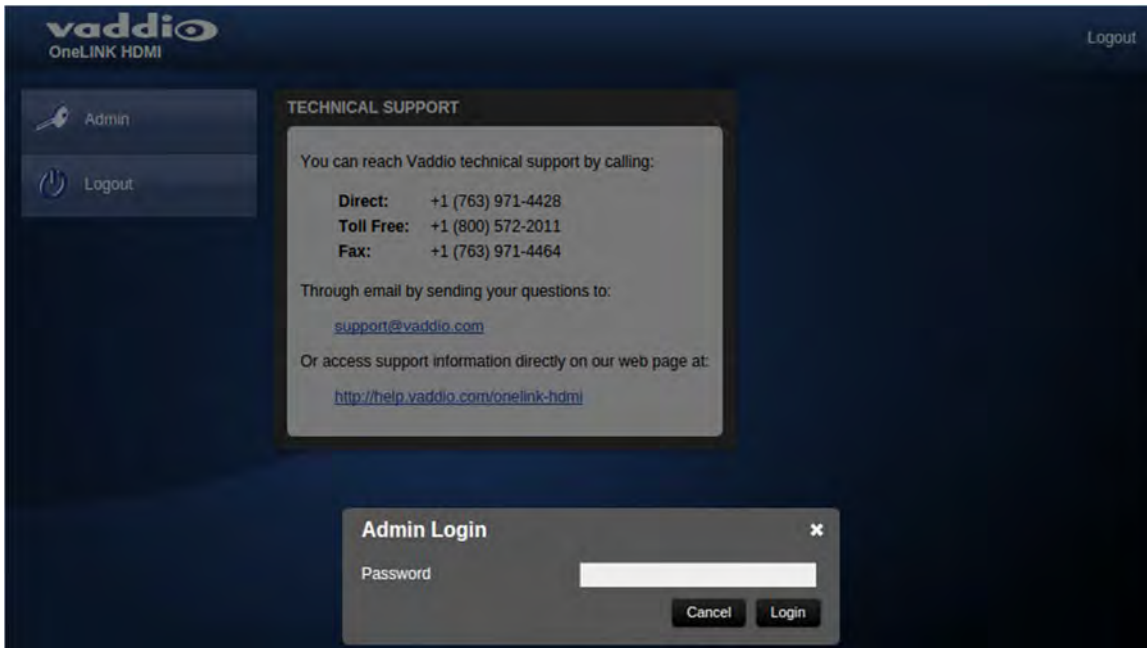 vaddio
OneLINK HDMI
Logout
Admin
Logout
TECHNICAL SUPPORT
You can reach Vaddio technical support by calling:
Direct: +1 (763) 971-4428
Toll Free: +1 (800) 572-2011
Fax: +1 (763) 971-4464
Through email by sending your questions to:
support@vaddio.com
Or access support information directly on our web page at:
http://help.vaddio.com/onelink-hdmi
Admin Login
Password
Cancel Login